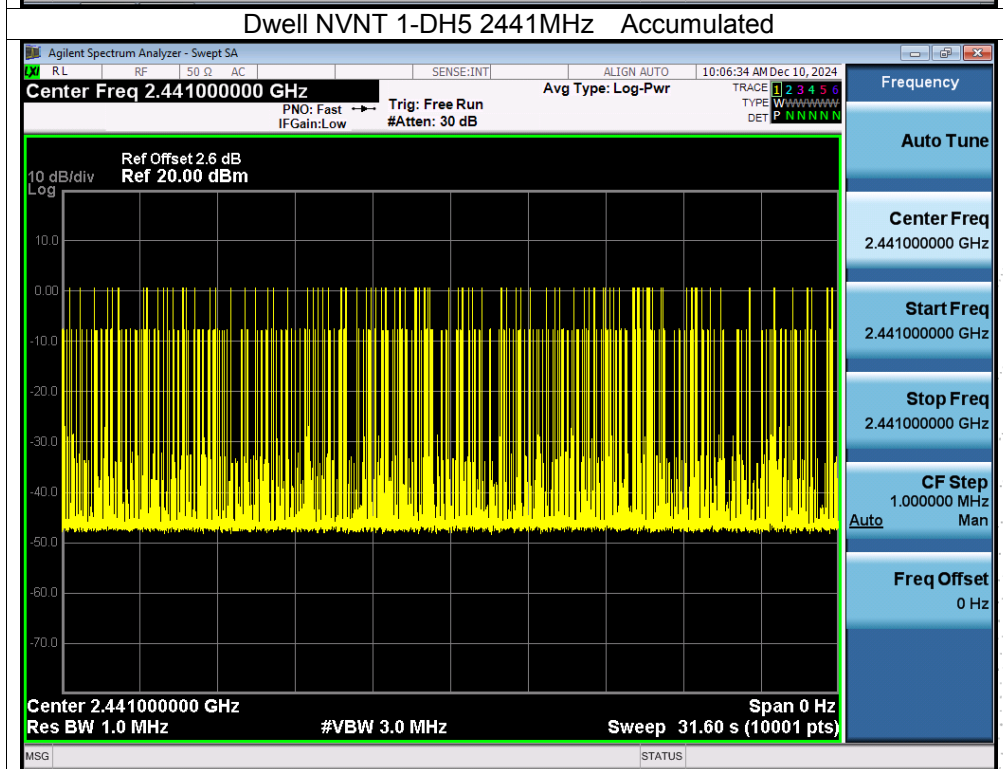 Dwell NVNT 1-DH5 2441MHz Accumulated
Agilent Spectrum Analyzer - Swept SA
LXI RL RF 50 Ω AC SENSE:INT ALIGN AUTO 10:06:34 AM Dec 10, 2024
Center Freq 2.441000000 GHz
PNO: Fast
IFGain:Low
Trig: Free Run
#Atten: 30 dB
Avg Type: Log-Pwr
TRACE 1 2 3 4 5 6
TYPE WWWWWWW
DET P N N N N N
Ref Offset 2.6 dB
10 dB/div Ref 20.00 dBm
Log
10.0
0.00
-10.0
-20.0
-30.0
-40.0
-50.0
-60.0
-70.0
Center 2.441000000 GHz Span 0 Hz
Res BW 1.0 MHz #VBW 3.0 MHz Sweep 31.60 s (10001 pts)
MSG STATUS
Frequency
Auto Tune
Center Freq
2.441000000 GHz
Start Freq
2.441000000 GHz
Stop Freq
2.441000000 GHz
CF Step
1.000000 MHz
Auto Man
Freq Offset
0 Hz